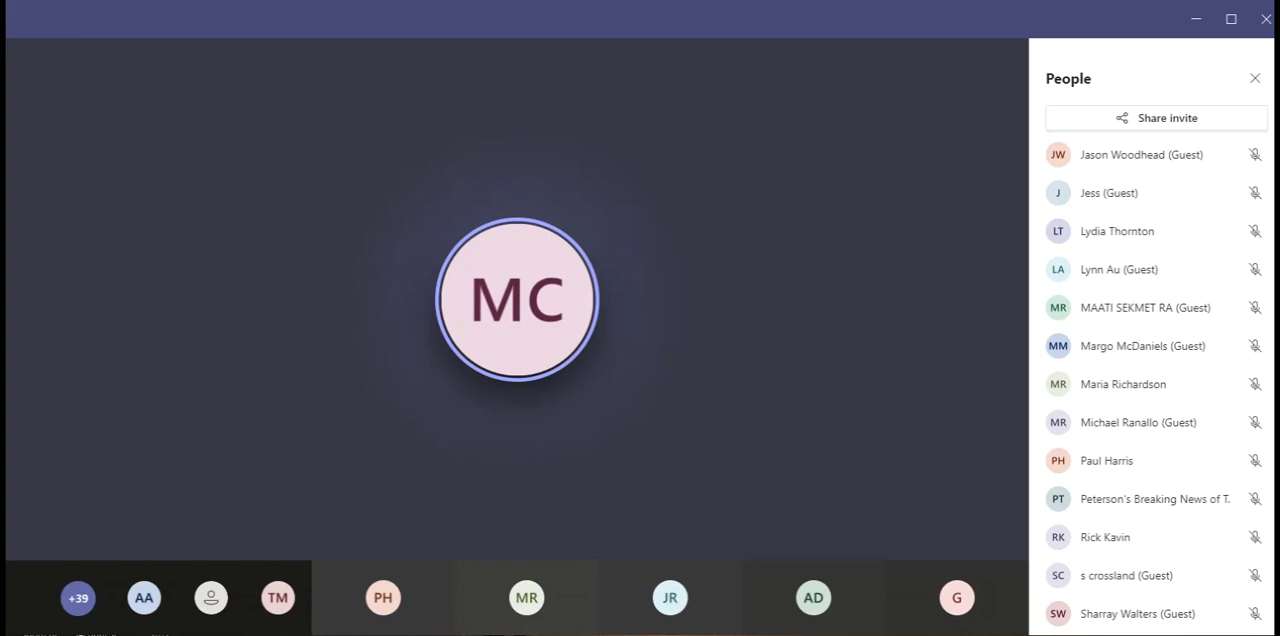 People
Share invite
JW Jason Woodhead (Guest)
J Jess (Guest)
LT Lydia Thornton
LA Lynn Au (Guest)
MR MAATI SEKMET RA (Guest)
MM Margo McDaniels (Guest)
MR Maria Richardson
MR Michael Ranallo (Guest)
PH Paul Harris
PT Peterson's Breaking News of T.
RK Rick Kavin
SC s crossland (Guest)
SW Sharray Walters (Guest)
MC
+39 AA TM PH MR JR AD G